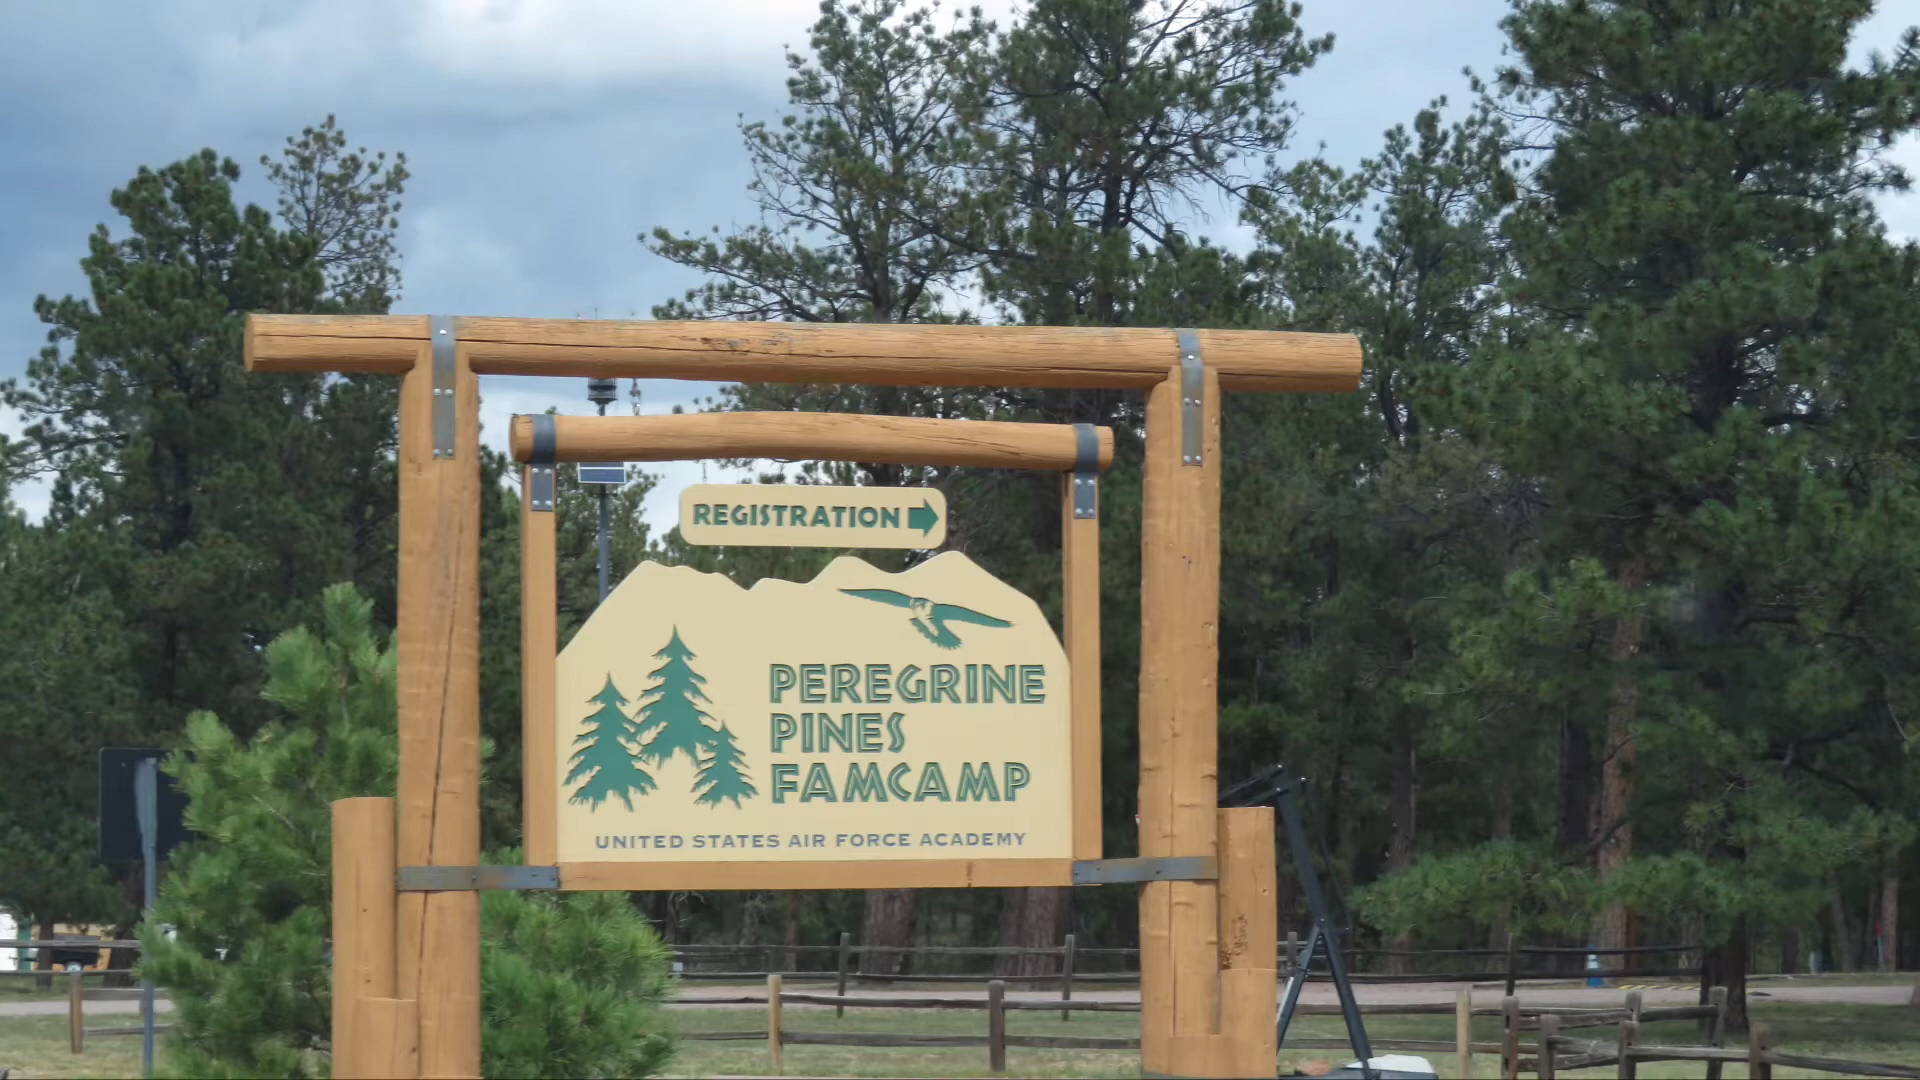 REGISTRATION
PEREGRINE
PINES
FAMCAMP
UNITED STATES AIR FORCE ACADEMY